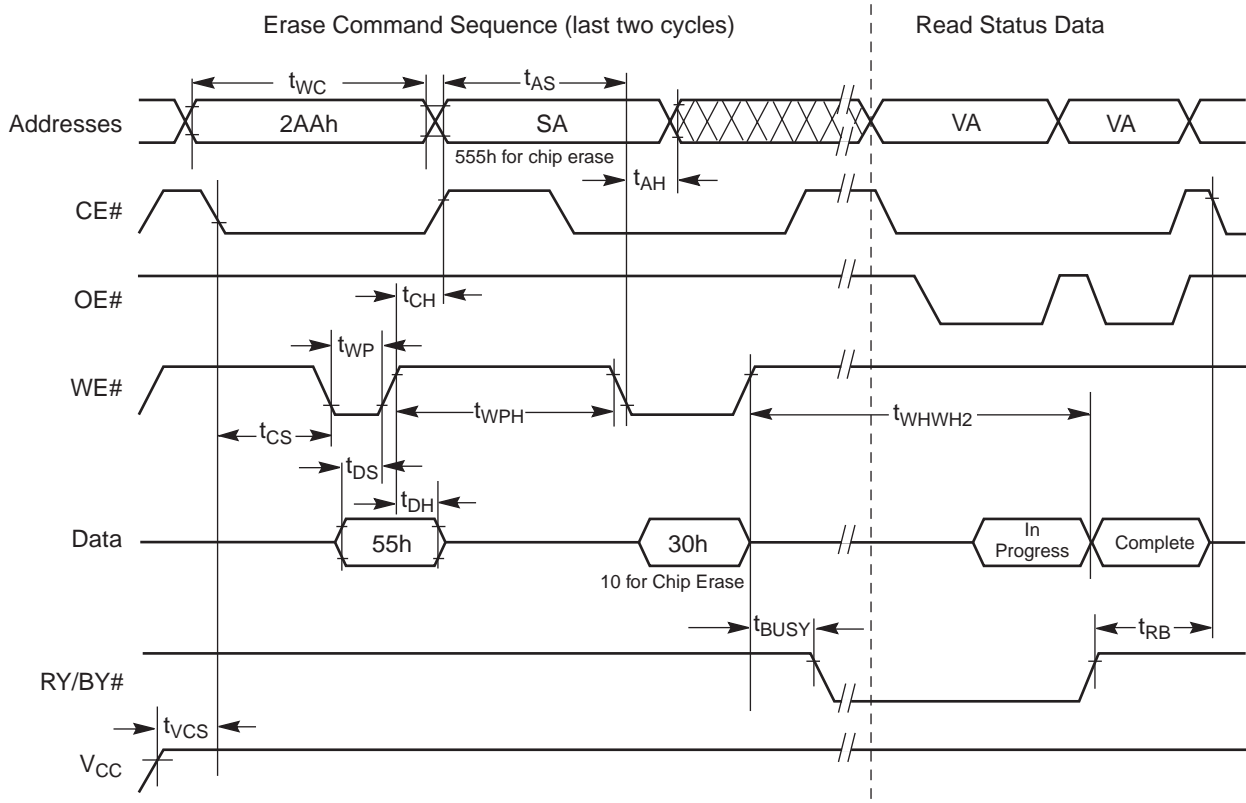 Erase Command Sequence (last two cycles)
Read Status Data
tWC
tAS
Addresses
2AAh
SA
VA
VA
555h for chip erase
tAH
CE#
OE#
tCH
tWP
WE#
tWPH
tWHWH2
tCS
tDS
tDH
Data
55h
30h
In
Progress
Complete
10 for Chip Erase
tBUSY
tRB
RY/BY#
tVCS
VCC